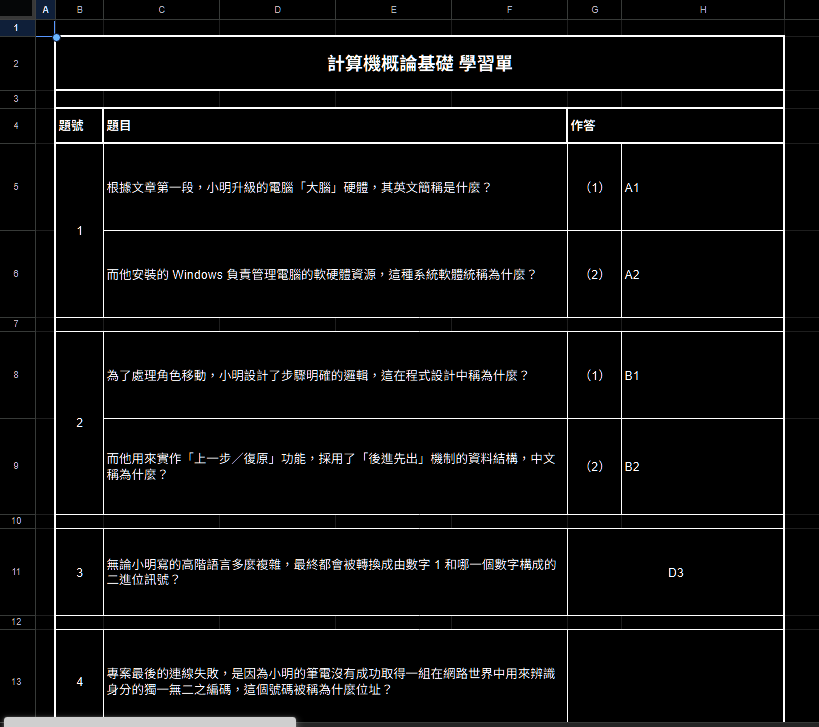 A B C D E F G H
1
2 計算機概論基礎 學習單
3
4 題號 題目 作答
5 根據文章第一段，小明升級的電腦「大腦」硬體，其英文簡稱是什麼？ （1） A1
1
6 而他安裝的 Windows 負責管理電腦的軟硬體資源，這種系統軟體統稱為什麼？ （2） A2
7
8 為了處理角色移動，小明設計了步驟明確的邏輯，這在程式設計中稱為什麼？ （1） B1
2
9 而他用來實作「上一步／復原」功能，採用了「後進先出」機制的資料結構，中文
稱為什麼？ （2） B2
10
11 3 無論小明寫的高階語言多麼複雜，最終都會被轉換成由數字 1 和哪一個數字構成的
二進位訊號？ D3
12
13 4 專案最後的連線失敗，是因為小明的筆電沒有成功取得一組在網路世界中用來辨識
身分的獨一無二之編碼，這個號碼被稱為什麼位址？